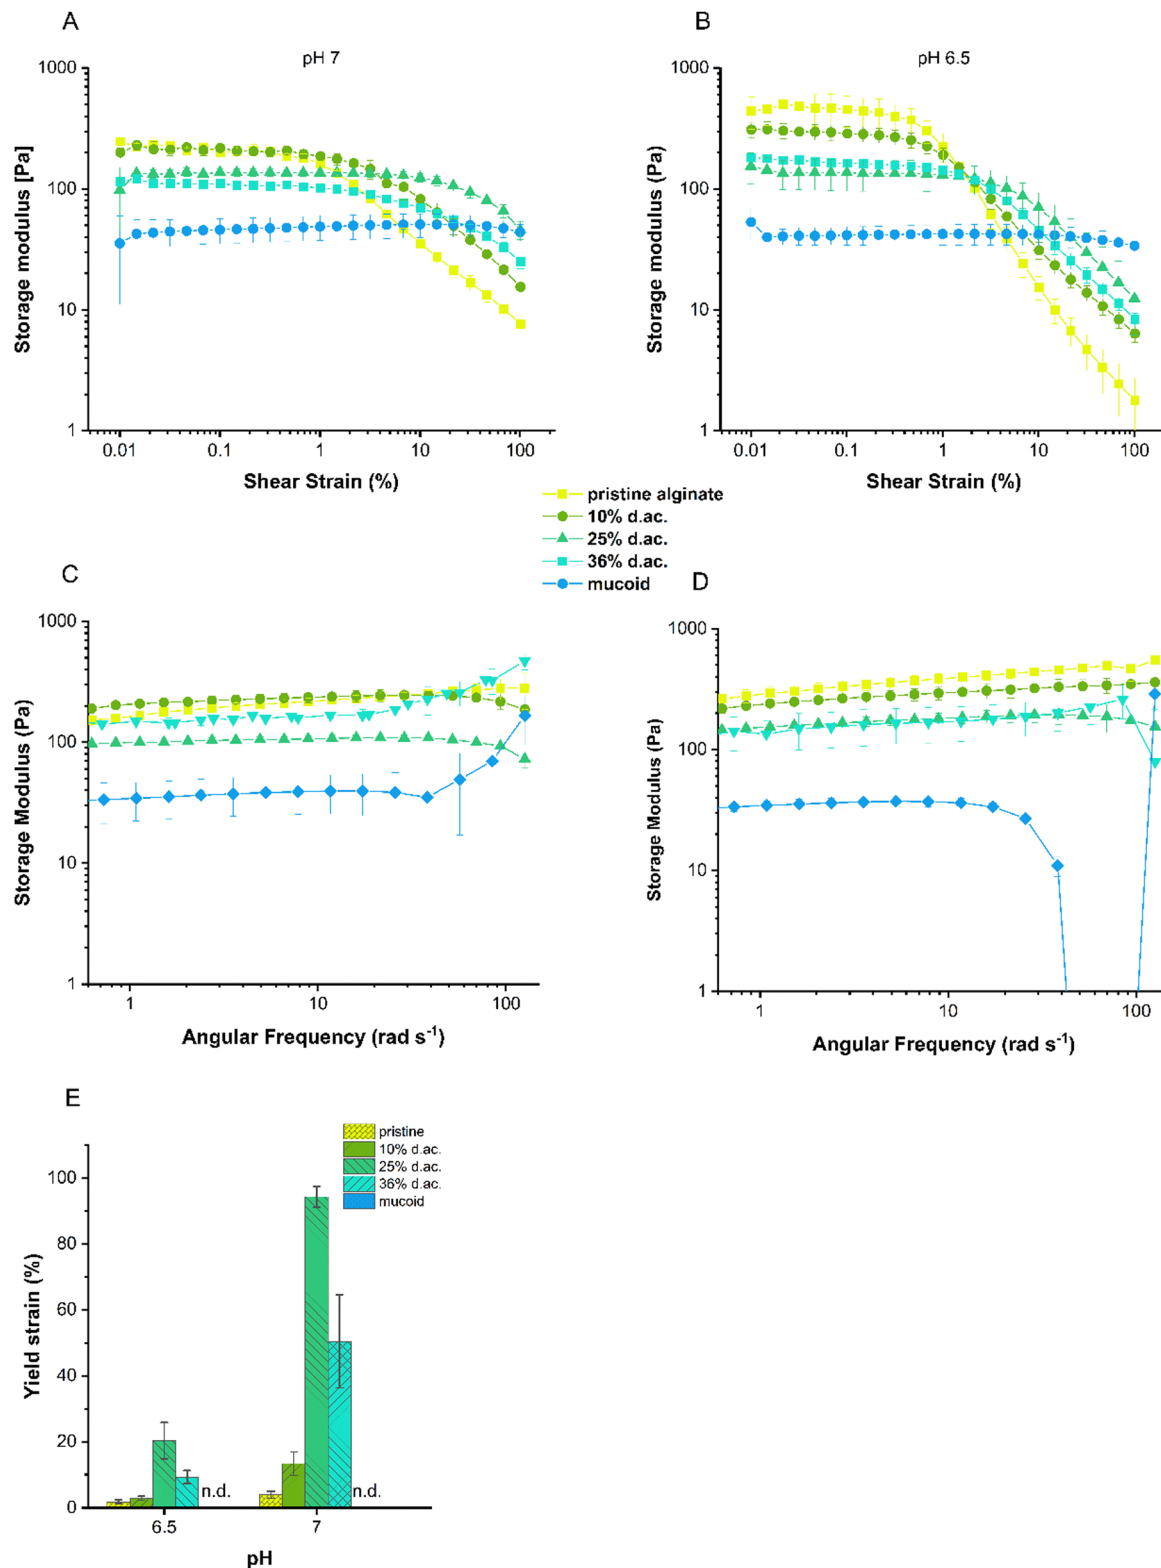 A
B
pH 7
pH 6.5
1000
100
10
1
Storage modulus [Pa]
0.01
0.1
1
10
100
Shear Strain (%)
1000
100
10
1
Storage modulus (Pa)
0.01
0.1
1
10
100
Shear Strain (%)
pristine alginate
10% d.ac.
25% d.ac.
36% d.ac.
mucoid
C
D
1000
100
10
1
Storage Modulus (Pa)
1
10
100
Angular Frequency (rad s⁻¹)
1000
100
10
1
Storage Modulus (Pa)
1
10
100
Angular Frequency (rad s⁻¹)
E
pristine
10% d.ac.
25% d.ac.
36% d.ac.
mucoid
100
80
60
40
20
0
Yield strain (%)
n.d.
n.d.
6.5
7
pH